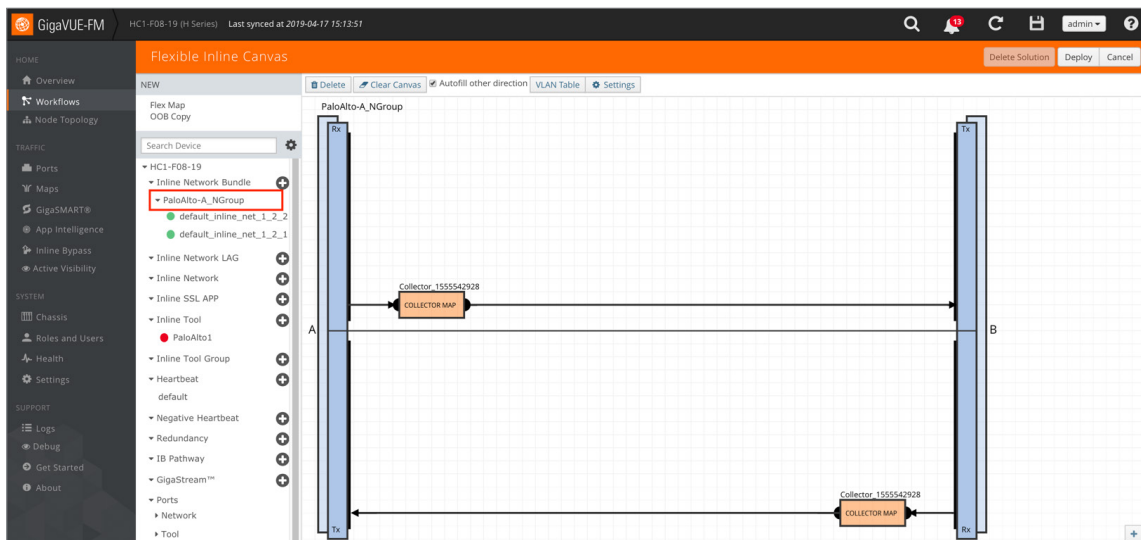 GigaVUE-FM
HC1-F08-19 (H Series) Last synced at 2019-04-17 15:13:51
13
admin
?
Flexible Inline Canvas
Delete Solution
Deploy
Cancel
HOME
Overview
Workflows
Node Topology
TRAFFIC
Ports
Maps
GigaSMART®
App Intelligence
Inline Bypass
Active Visibility
SYSTEM
Chassis
Roles and Users
Health
Settings
SUPPORT
Logs
Debug
Get Started
About
NEW
Flex Map
OOB Copy
Search Device
HC1-F08-19
Inline Network Bundle
PaloAlto-A_NGroup
default_inline_net_1_2_2
default_inline_net_1_2_1
Inline Network LAG
Inline Network
Inline SSL APP
Inline Tool
PaloAlto1
Inline Tool Group
Heartbeat
default
Negative Heartbeat
Redundancy
IB Pathway
GigaStream™
Ports
Network
Tool
Delete
Clear Canvas
Autofill other direction
VLAN Table
Settings
PaloAlto-A_NGroup
Rx
Tx
Collector_1555542928
COLLECTOR MAP
A
B
Collector_1555542928
COLLECTOR MAP
Tx
Rx